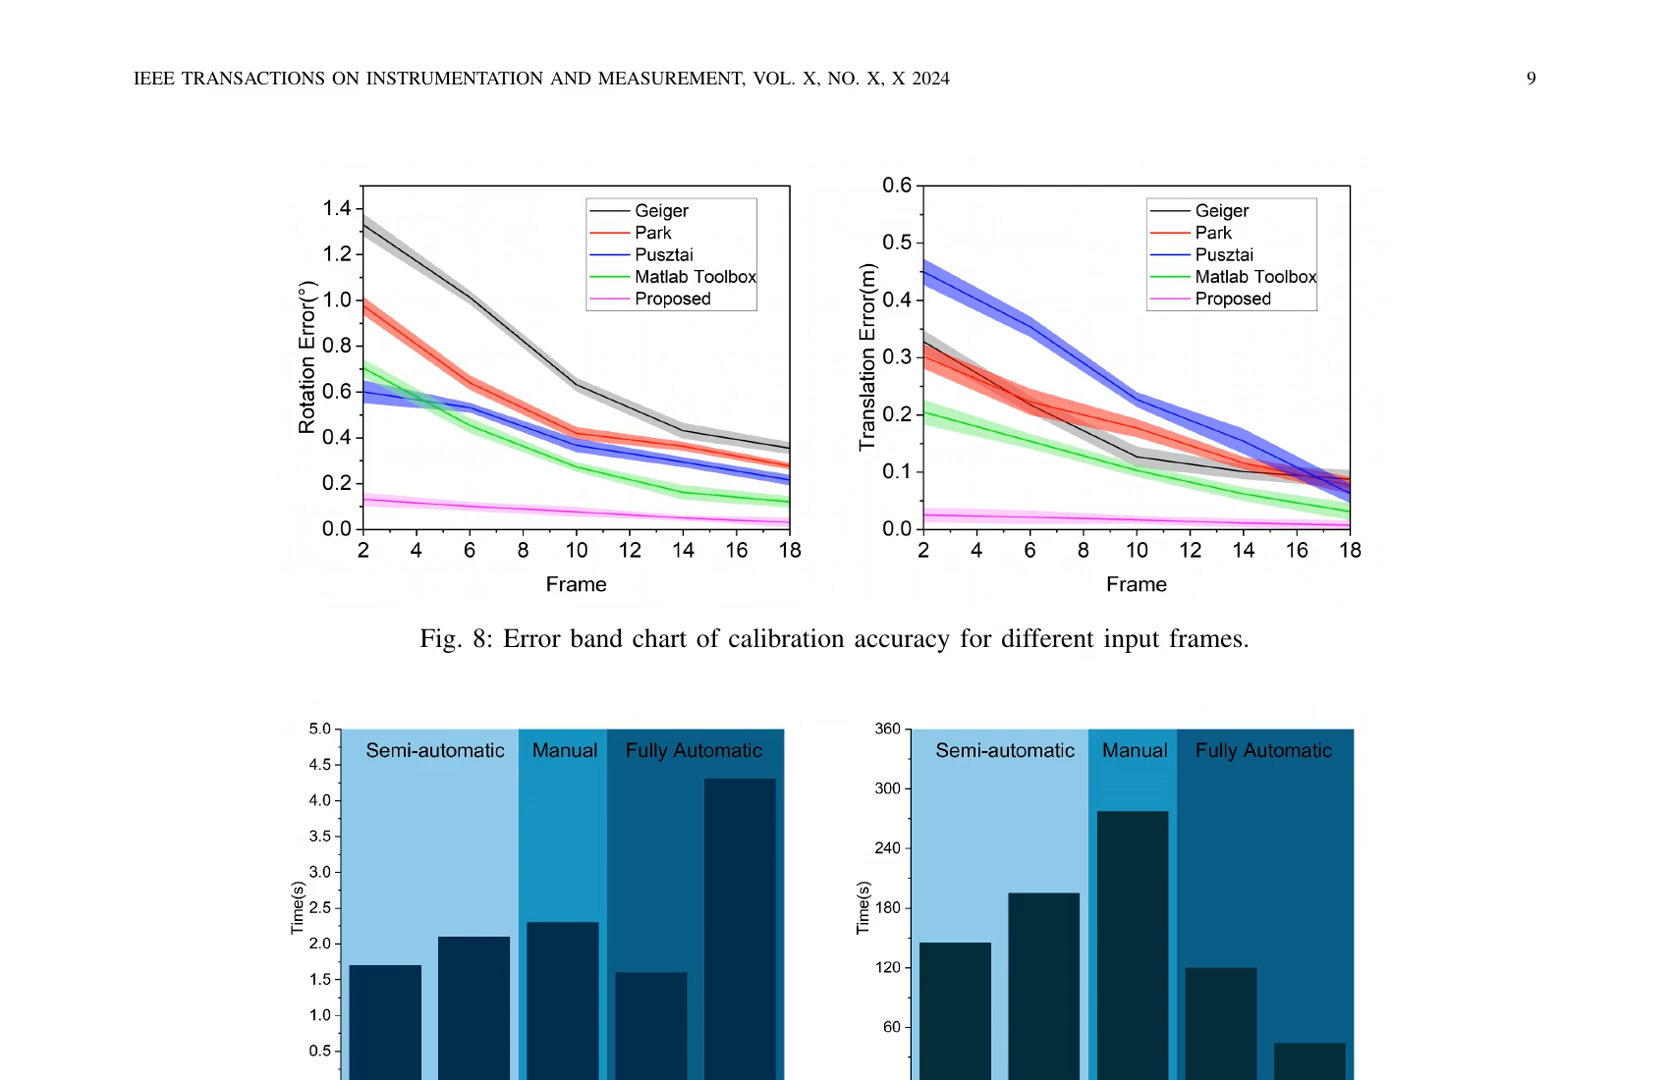 IEEE TRANSACTIONS ON INSTRUMENTATION AND MEASUREMENT, VOL. X, NO. X, X 2024 9
Rotation Error(°)
1.4
1.2
1.0
0.8
0.6
0.4
0.2
0.0
2 4 6 8 10 12 14 16 18
Frame
Geiger
Park
Pusztai
Matlab Toolbox
Proposed
Translation Error(m)
0.6
0.5
0.4
0.3
0.2
0.1
0.0
2 4 6 8 10 12 14 16 18
Frame
Geiger
Park
Pusztai
Matlab Toolbox
Proposed
Fig. 8: Error band chart of calibration accuracy for different input frames.
Time(s)
5.0
4.5
4.0
3.5
3.0
2.5
2.0
1.5
1.0
0.5
Semi-automatic Manual Fully Automatic
Time(s)
360
300
240
180
120
60
Semi-automatic Manual Fully Automatic